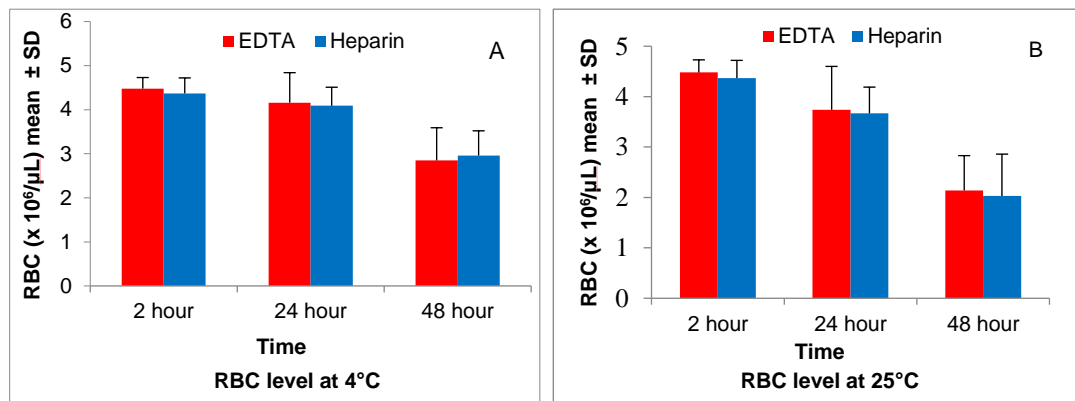 EDTA Heparin
A
RBC (x 10⁶/µL) mean ± SD
6
5
4
3
2
1
0
2 hour 24 hour 48 hour
Time
RBC level at 4°C
EDTA Heparin
B
RBC (x 10⁶/µL) mean ± SD
5
4
3
2
1
0
2 hour 24 hour 48 hour
Time
RBC level at 25°C